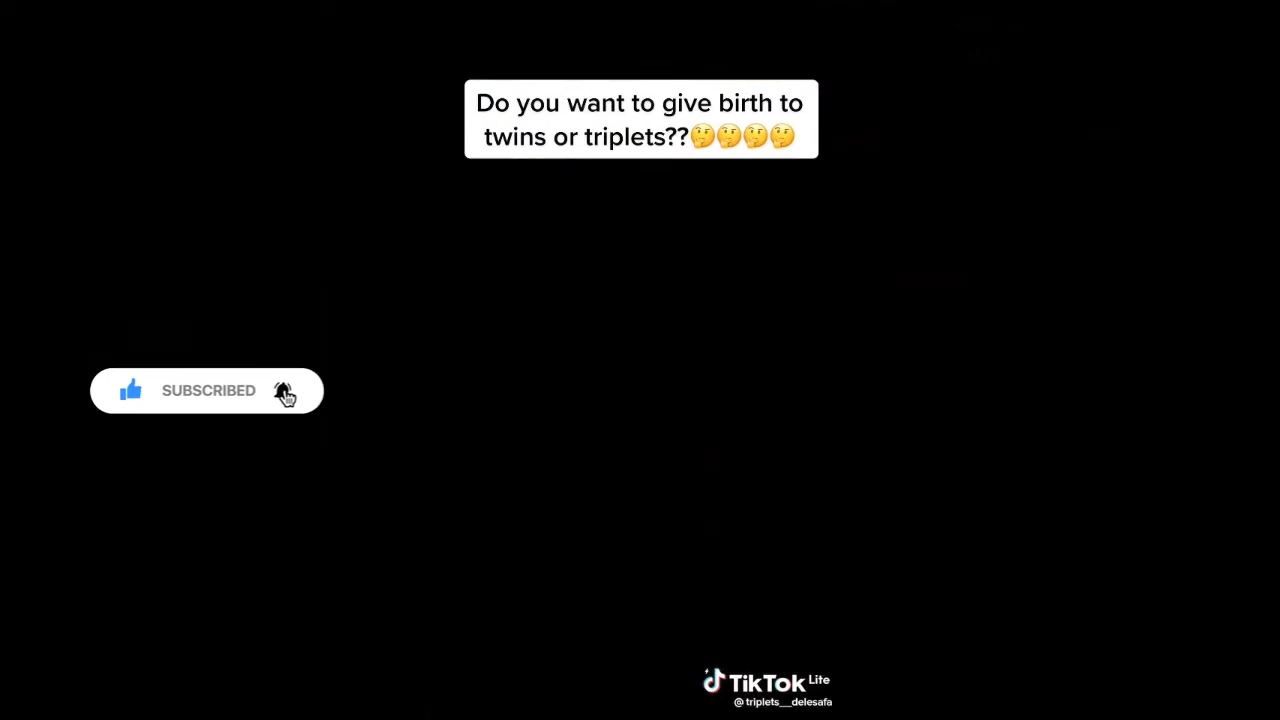 Do you want to give birth to
twins or triplets??🤔🤔🤔🤔
SUBSCRIBED
TikTok Lite
@triplets__delesafa